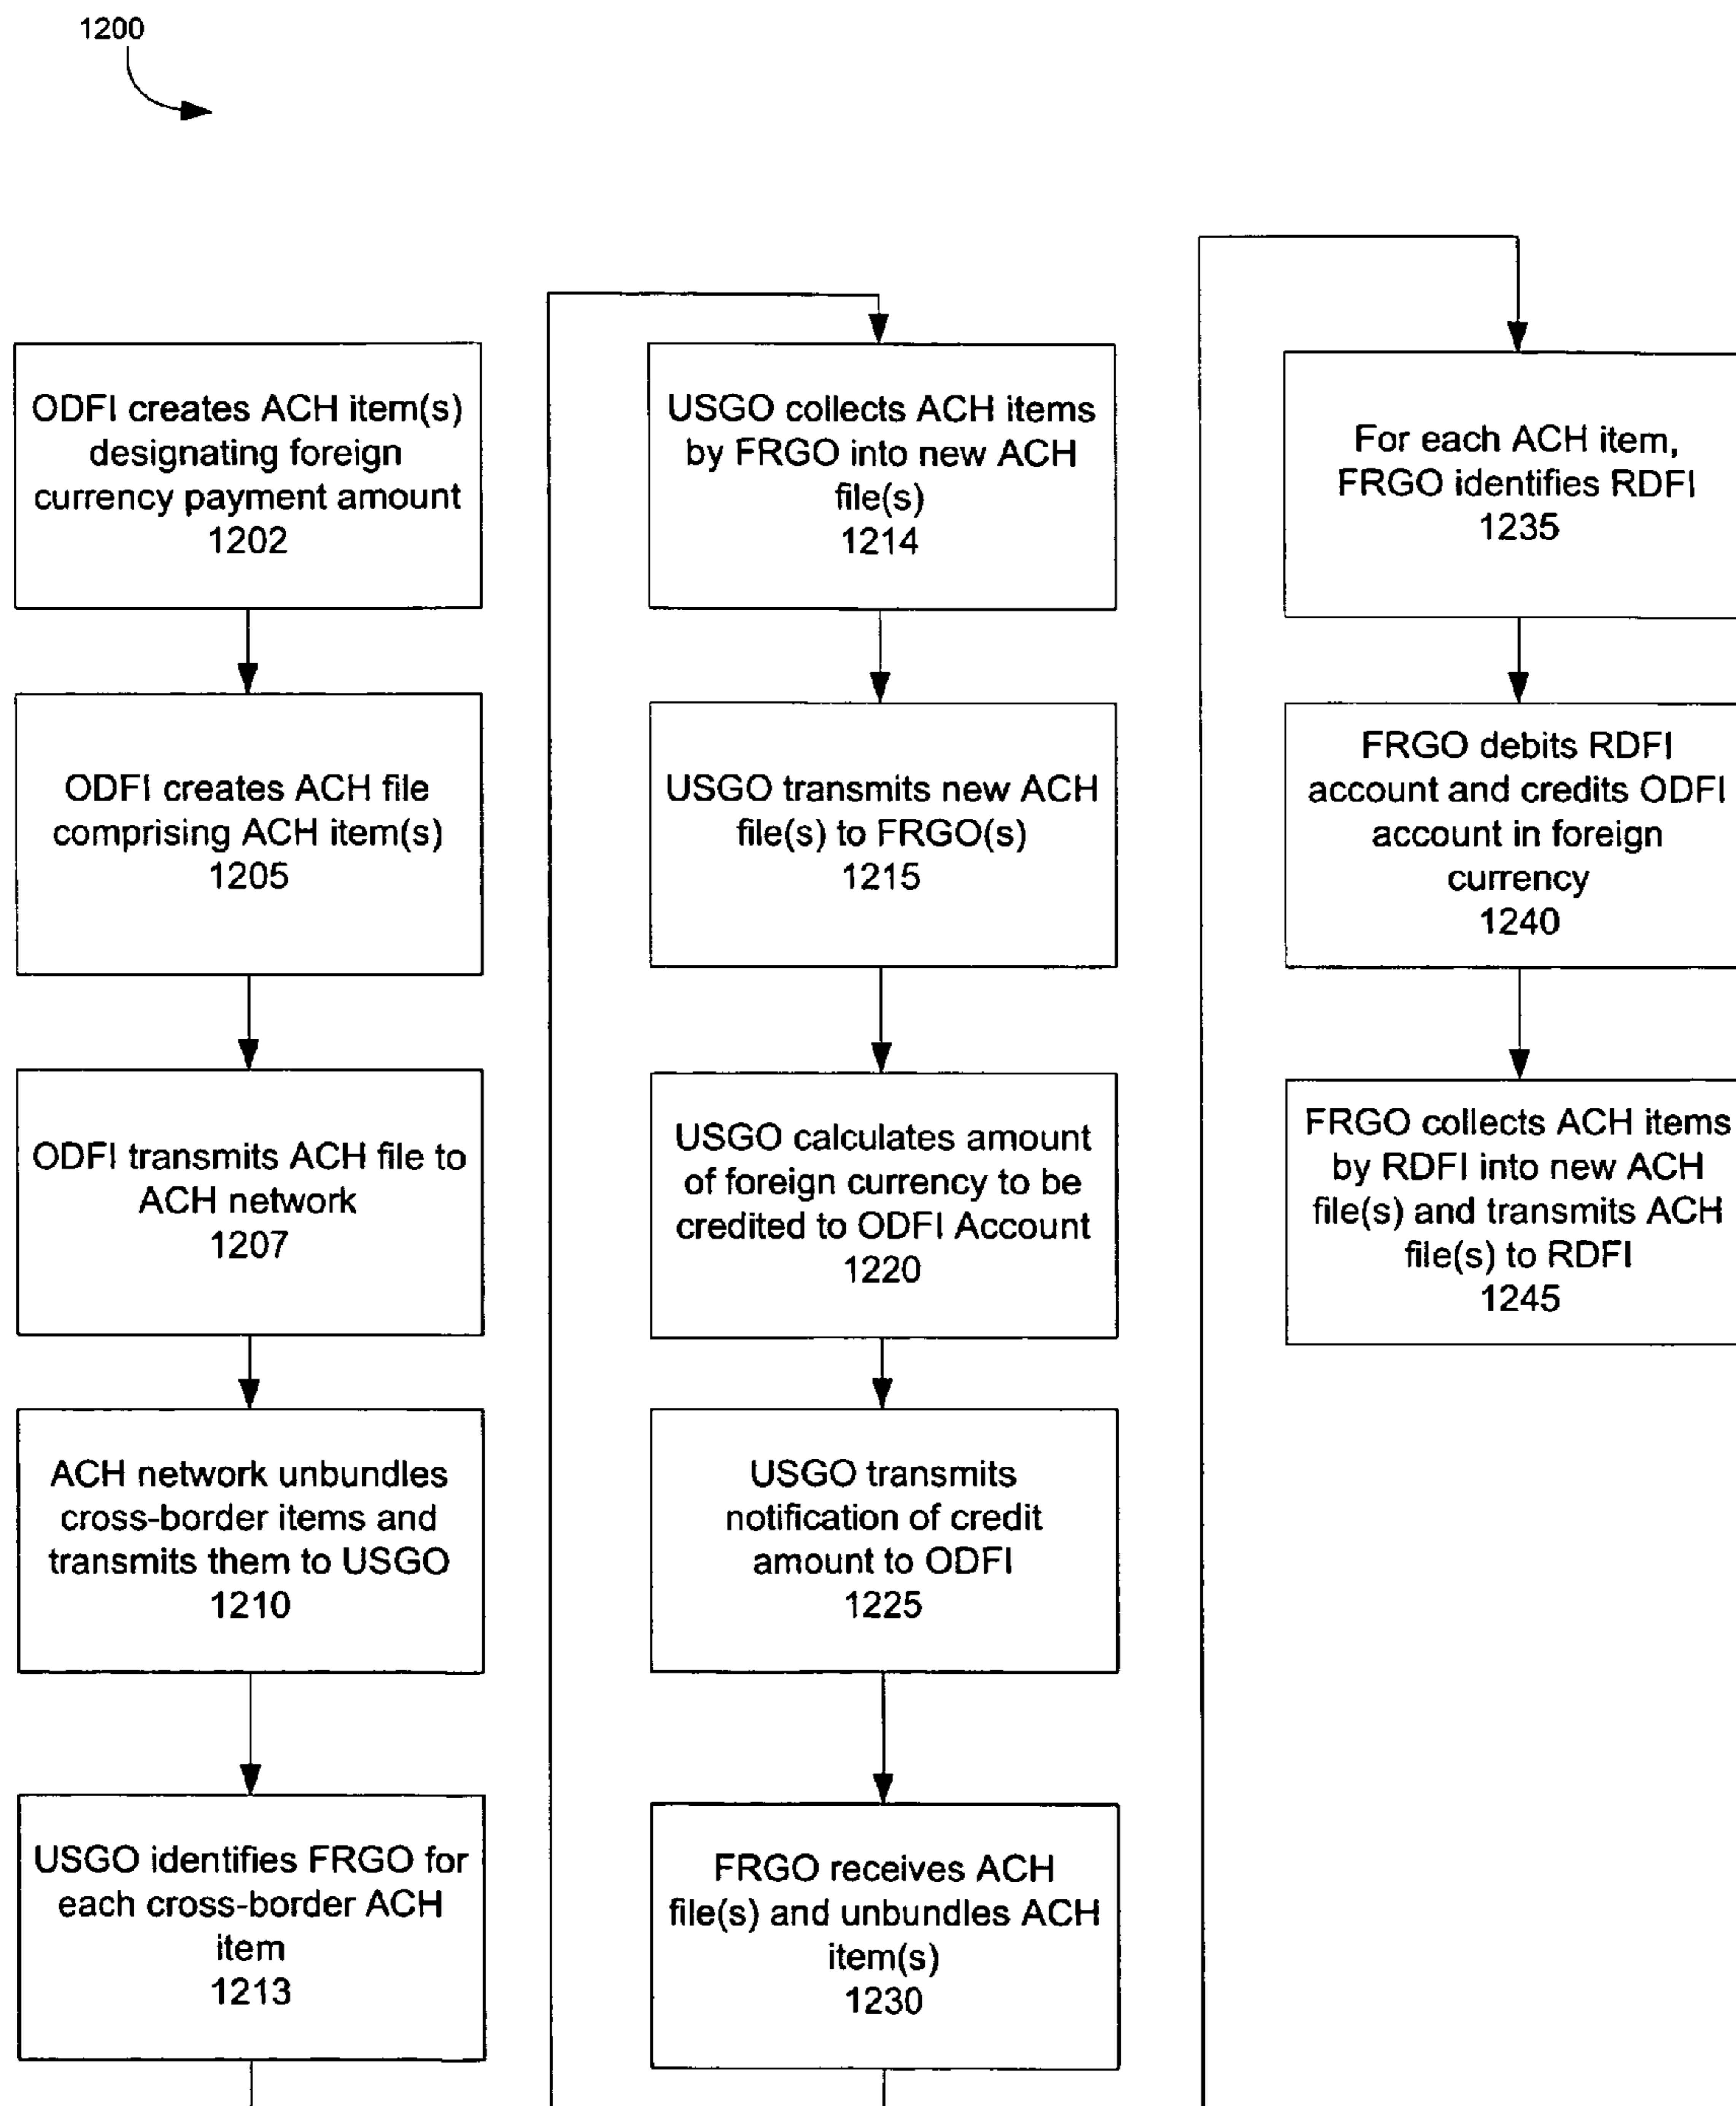 1200
ODFI creates ACH item(s)
designating foreign
currency payment amount
1202
ODFI creates ACH file
comprising ACH item(s)
1205
ODFI transmits ACH file to
ACH network
1207
ACH network unbundles
cross-border items and
transmits them to USGO
1210
USGO identifies FRGO for
each cross-border ACH
item
1213
USGO collects ACH items
by FRGO into new ACH
file(s)
1214
USGO transmits new ACH
file(s) to FRGO(s)
1215
USGO calculates amount
of foreign currency to be
credited to ODFI Account
1220
USGO transmits
notification of credit
amount to ODFI
1225
FRGO receives ACH
file(s) and unbundles ACH
item(s)
1230
For each ACH item,
FRGO identifies RDFI
1235
FRGO debits RDFI
account and credits ODFI
account in foreign
currency
1240
FRGO collects ACH items
by RDFI into new ACH
file(s) and transmits ACH
file(s) to RDFI
1245